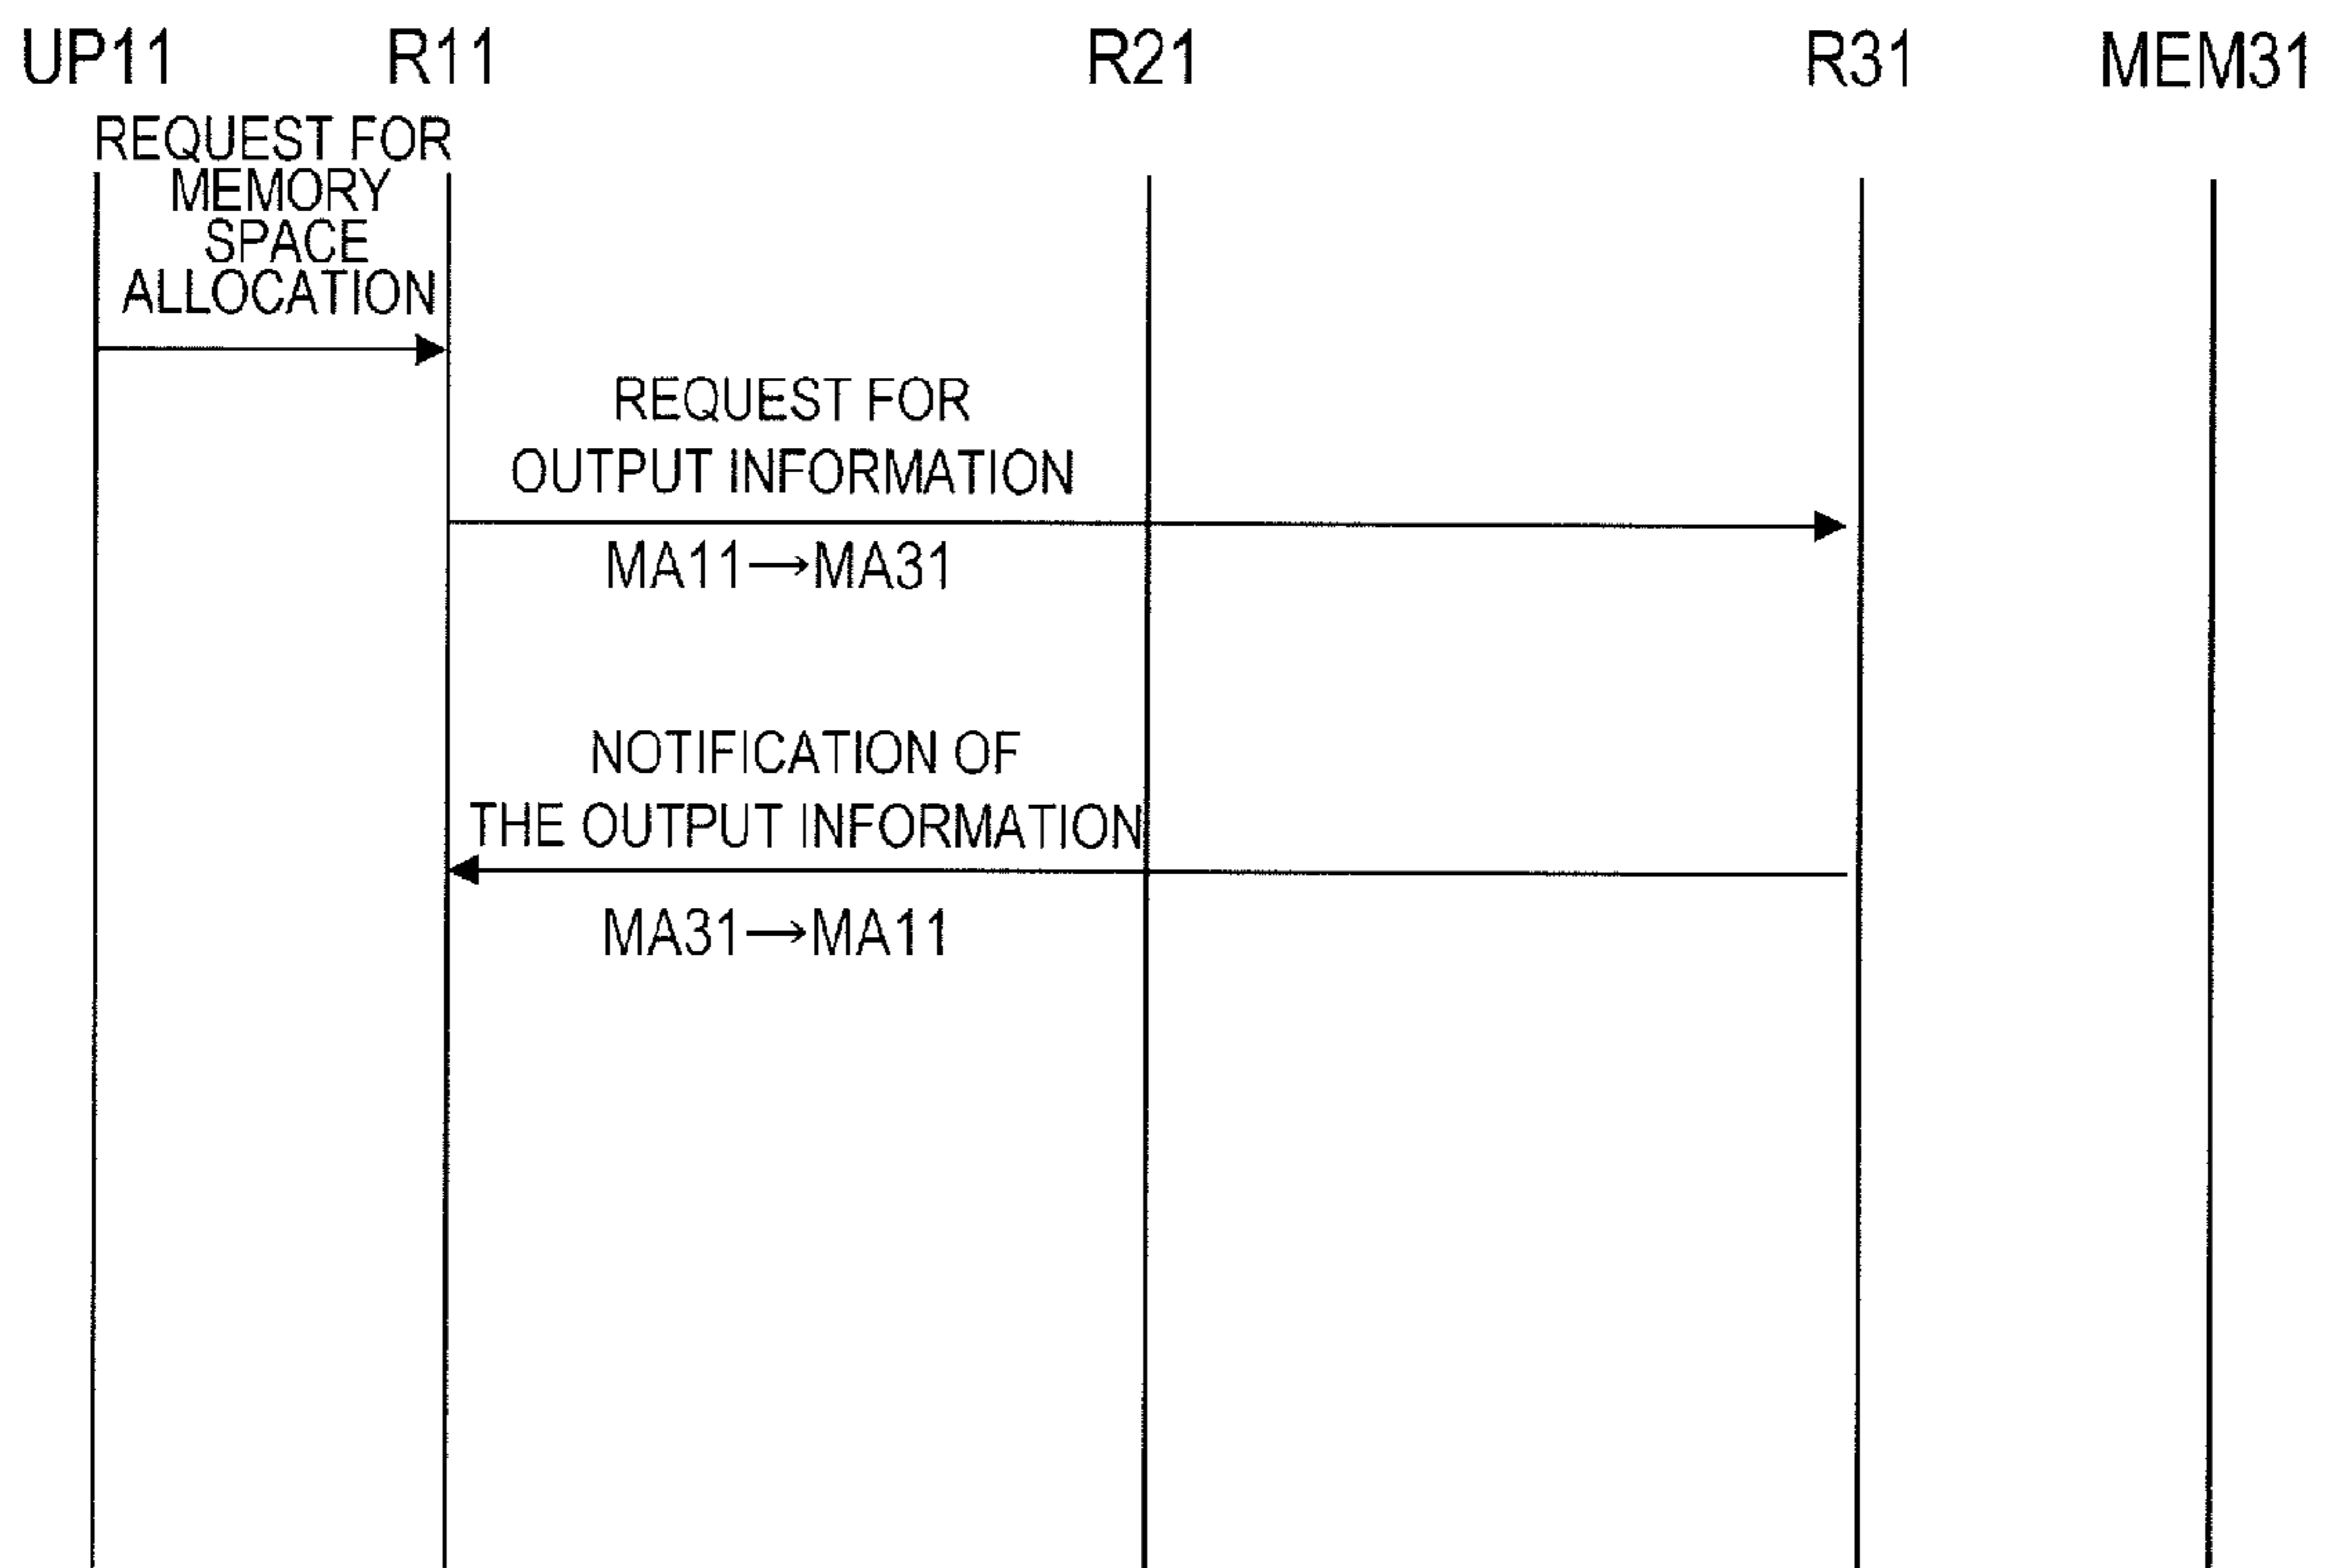 UP11 R11 R21 R31 MEM31
REQUEST FOR
MEMORY
SPACE
ALLOCATION
REQUEST FOR
OUTPUT INFORMATION
MA11→MA31
NOTIFICATION OF
THE OUTPUT INFORMATION
MA31→MA11